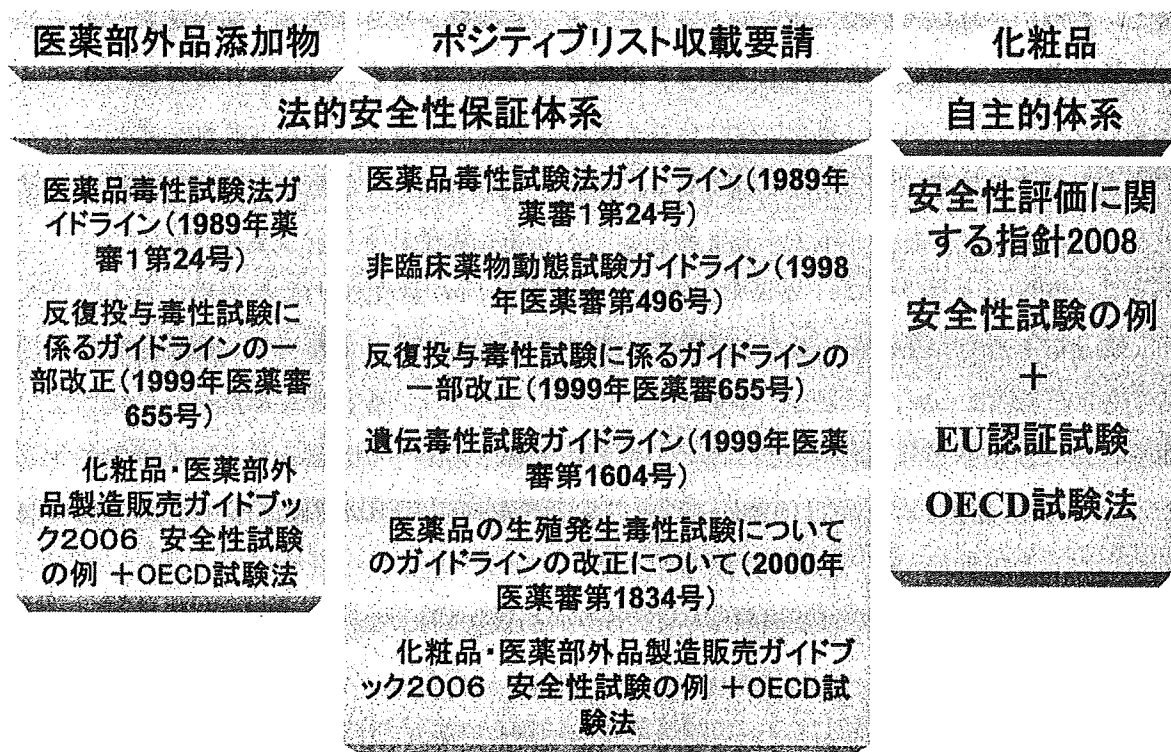 医薬部外品添加物
ポジティブリスト収載要請
化粧品
法的安全性保証体系
自主的体系
医薬品毒性試験法ガ
イドライン(1989年薬
審1第24号)
反復投与毒性試験に
係るガイドラインの一
部改正(1999年医薬審
655号)
化粧品・医薬部外
品製造販売ガイドブッ
ク2006 安全性試験
の例 +OECD試験法
医薬品毒性試験法ガイドライン(1989年
薬審1第24号)
非臨床薬物動態試験ガイドライン(1998
年医薬審第496号)
反復投与毒性試験に係るガイドラインの
一部改正(1999年医薬審655号)
遺伝毒性試験ガイドライン(1999年医薬
審第1604号)
医薬品の生殖発生毒性試験について
のガイドラインの改正について(2000年
医薬審第1834号)
化粧品・医薬部外品製造販売ガイドブ
ック2006 安全性試験の例 +OECD試
験法
安全性評価に関
する指針2008
安全性試験の例
+
EU認証試験
OECD試験法